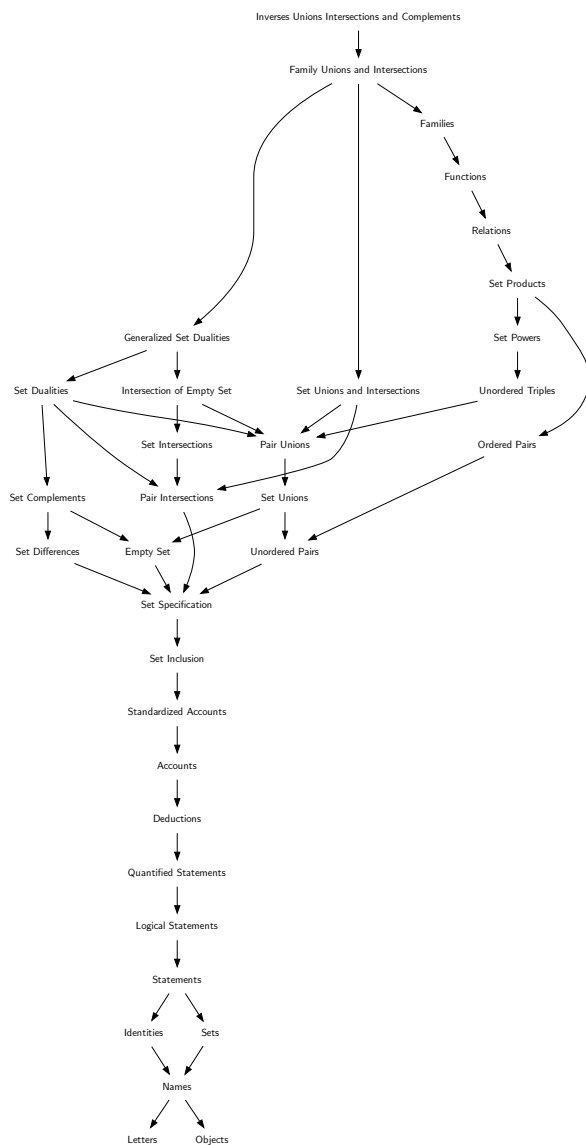 Inverses Unions Intersections and Complements
Family Unions and Intersections
Families
Functions
Relations
Set Products
Generalized Set Dualities
Set Powers
Set Dualities
Intersection of Empty Set
Set Unions and Intersections
Unordered Triples
Set Intersections
Pair Unions
Ordered Pairs
Set Complements
Pair Intersections
Set Unions
Set Differences
Empty Set
Unordered Pairs
Set Specification
Set Inclusion
Standardized Accounts
Accounts
Deductions
Quantified Statements
Logical Statements
Statements
Identities
Sets
Names
Letters
Objects